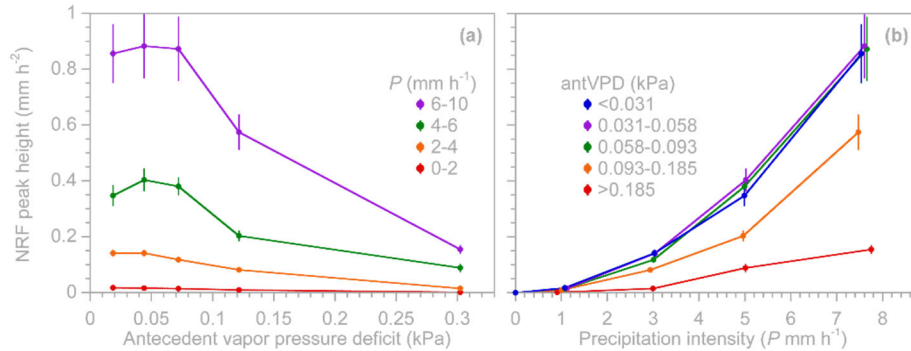 NRF peak height (mm h⁻²)
1
0.8
0.6
0.4
0.2
0
(a)
P (mm h⁻¹)
6-10
4-6
2-4
0-2
0 0.05 0.1 0.15 0.2 0.25 0.3
Antecedent vapor pressure deficit (kPa)
(b)
antVPD (kPa)
<0.031
0.031-0.058
0.058-0.093
0.093-0.185
>0.185
0 1 2 3 4 5 6 7 8
Precipitation intensity (P mm h⁻¹)